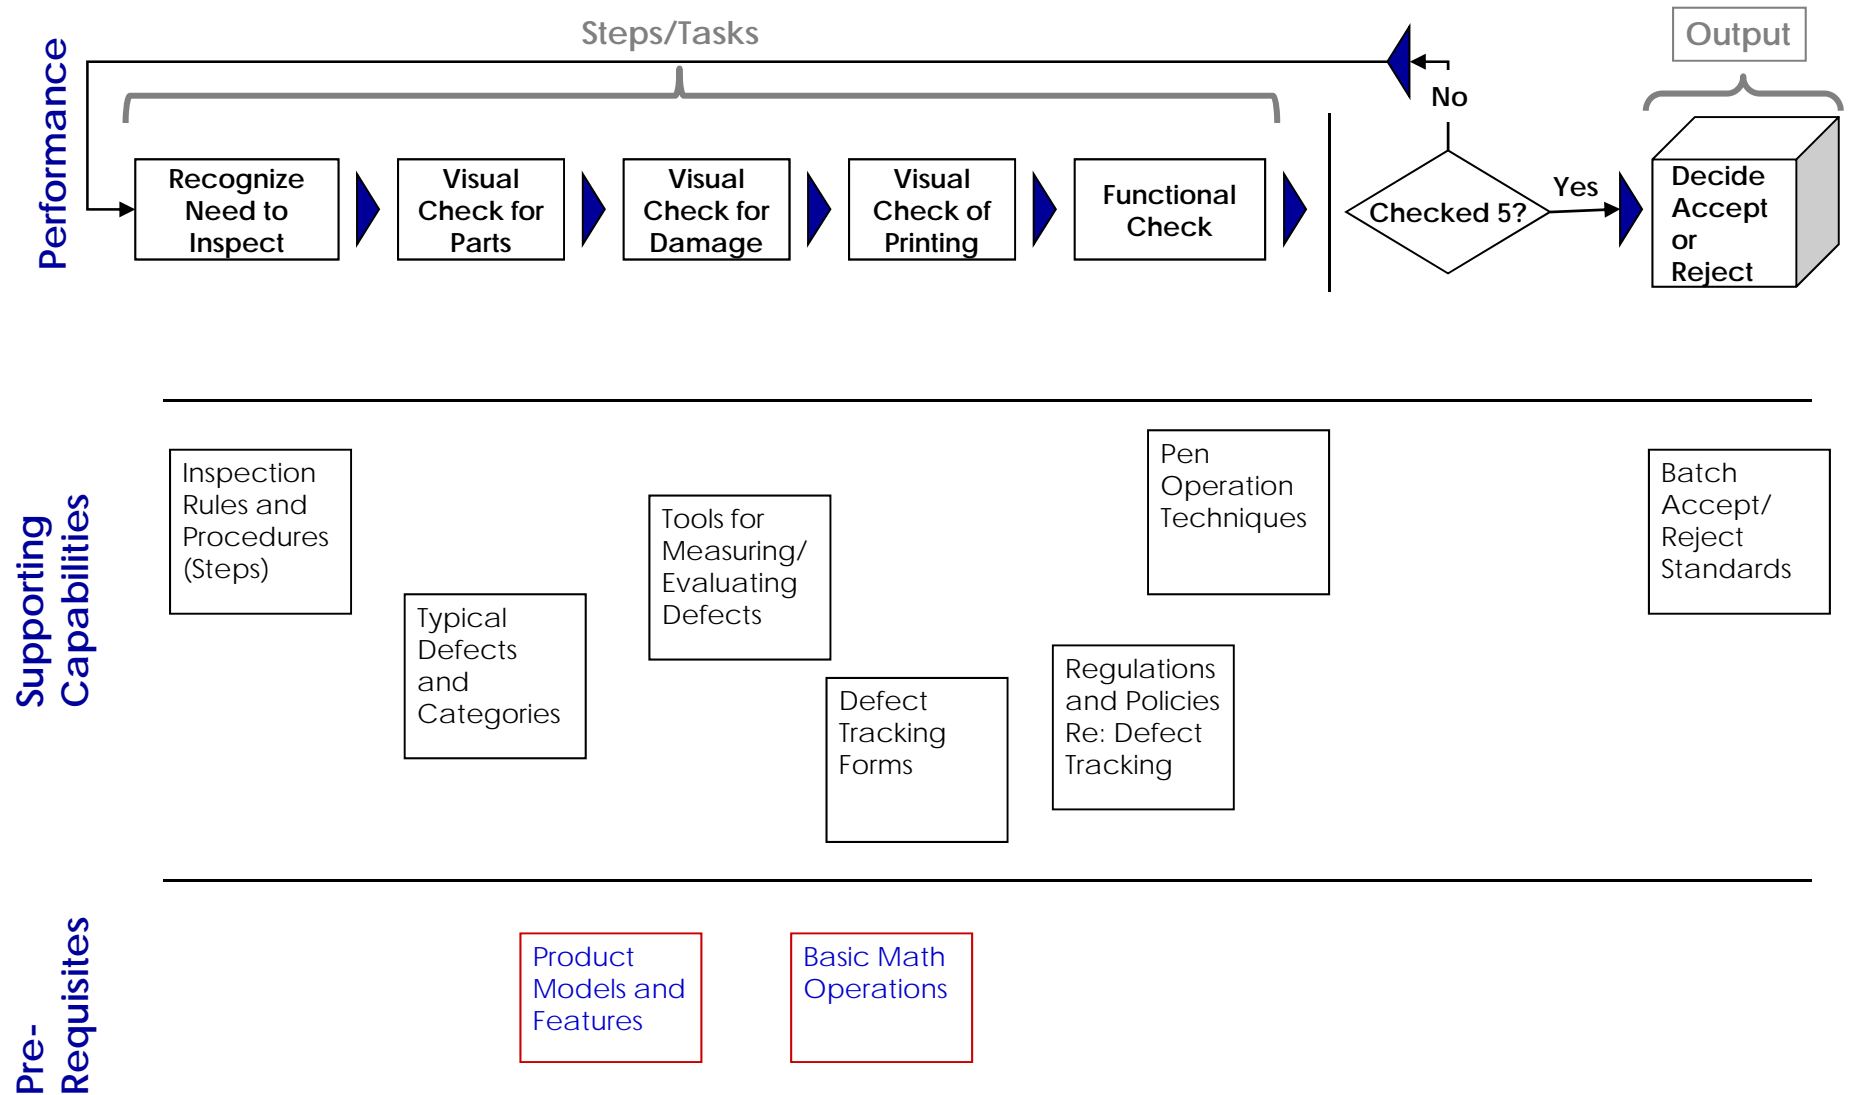 Steps/Tasks
Output
Performance
No
Recognize
Need to
Inspect
Visual
Check for
Parts
Visual
Check for
Damage
Visual
Check of
Printing
Functional
Check
Checked 5?
Yes
Decide
Accept
or
Reject
Supporting
Capabilities
Inspection
Rules and
Procedures
(Steps)
Typical
Defects
and
Categories
Tools for
Measuring/
Evaluating
Defects
Defect
Tracking
Forms
Pen
Operation
Techniques
Regulations
and Policies
Re: Defect
Tracking
Batch
Accept/
Reject
Standards
Pre-
Requisites
Product
Models and
Features
Basic Math
Operations